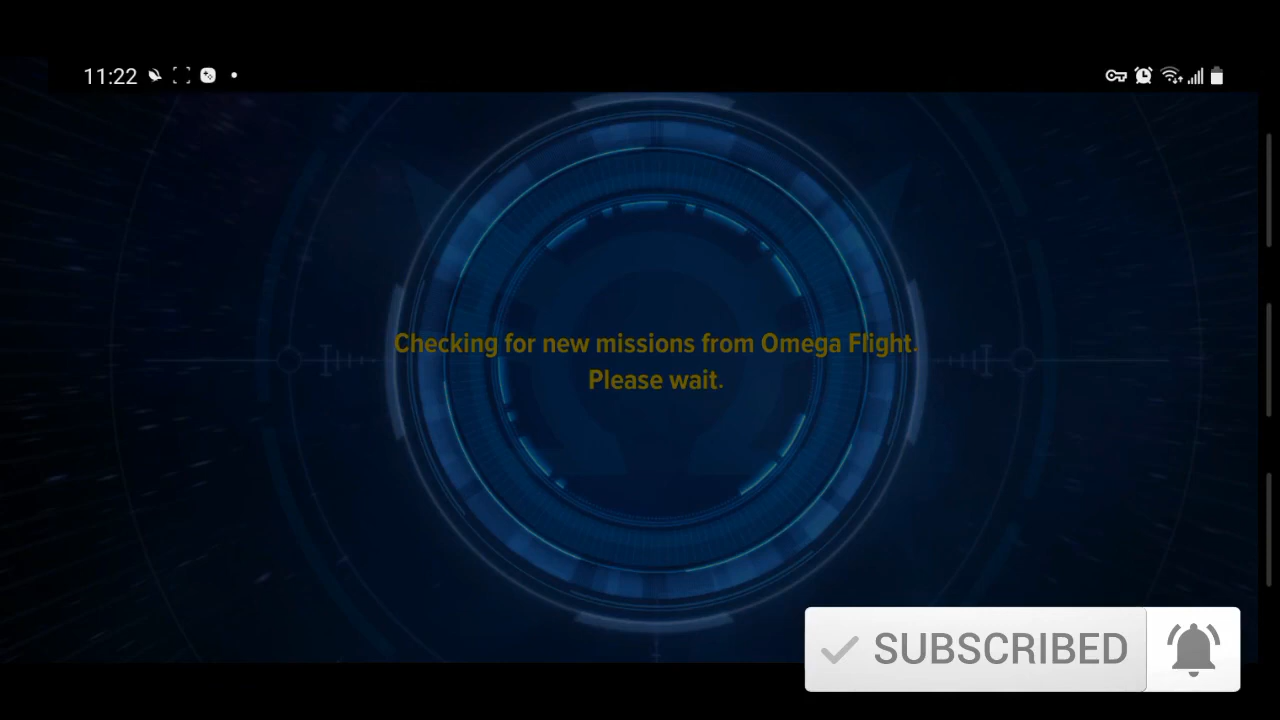 11:22
Checking for new missions from Omega Flight.
Please wait.
SUBSCRIBED